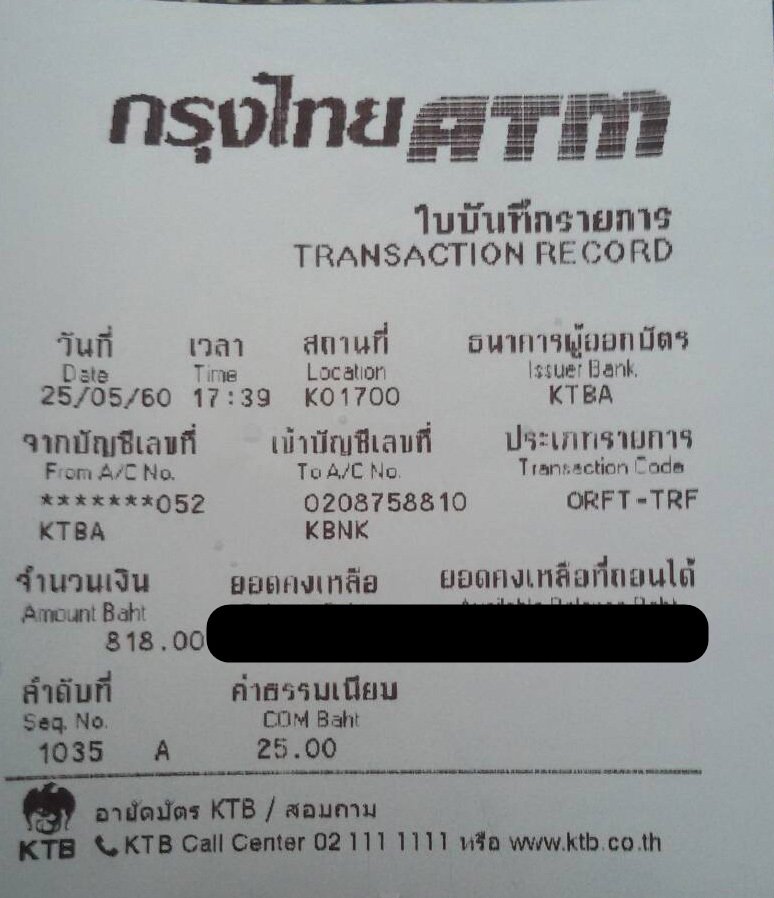 กรุงไทย ATM
ใบบันทึกรายการ
TRANSACTION RECORD
วันที่ เวลา สถานที่ ธนาคารผู้ออกบัตร
Date Time Location Issuer Bank.
25/05/60 17:39 K01700 KTBA
จากบัญชีเลขที่ เข้าบัญชีเลขที่ ประเภทรายการ
From A/C No. To A/C No. Transaction Code
*******052 0208758810 ORFT-TRF
KTBA KBNK
จำนวนเงิน ยอดคงเหลือ ยอดคงเหลือที่ถอนได้
Amount Baht
818.00
ลำดับที่ ค่าธรรมเนียม
Seq. No. COM Baht
1035 A 25.00
อายัดบัตร KTB / สอบถาม
KTB KTB Call Center 02 111 1111 หรือ www.ktb.co.th